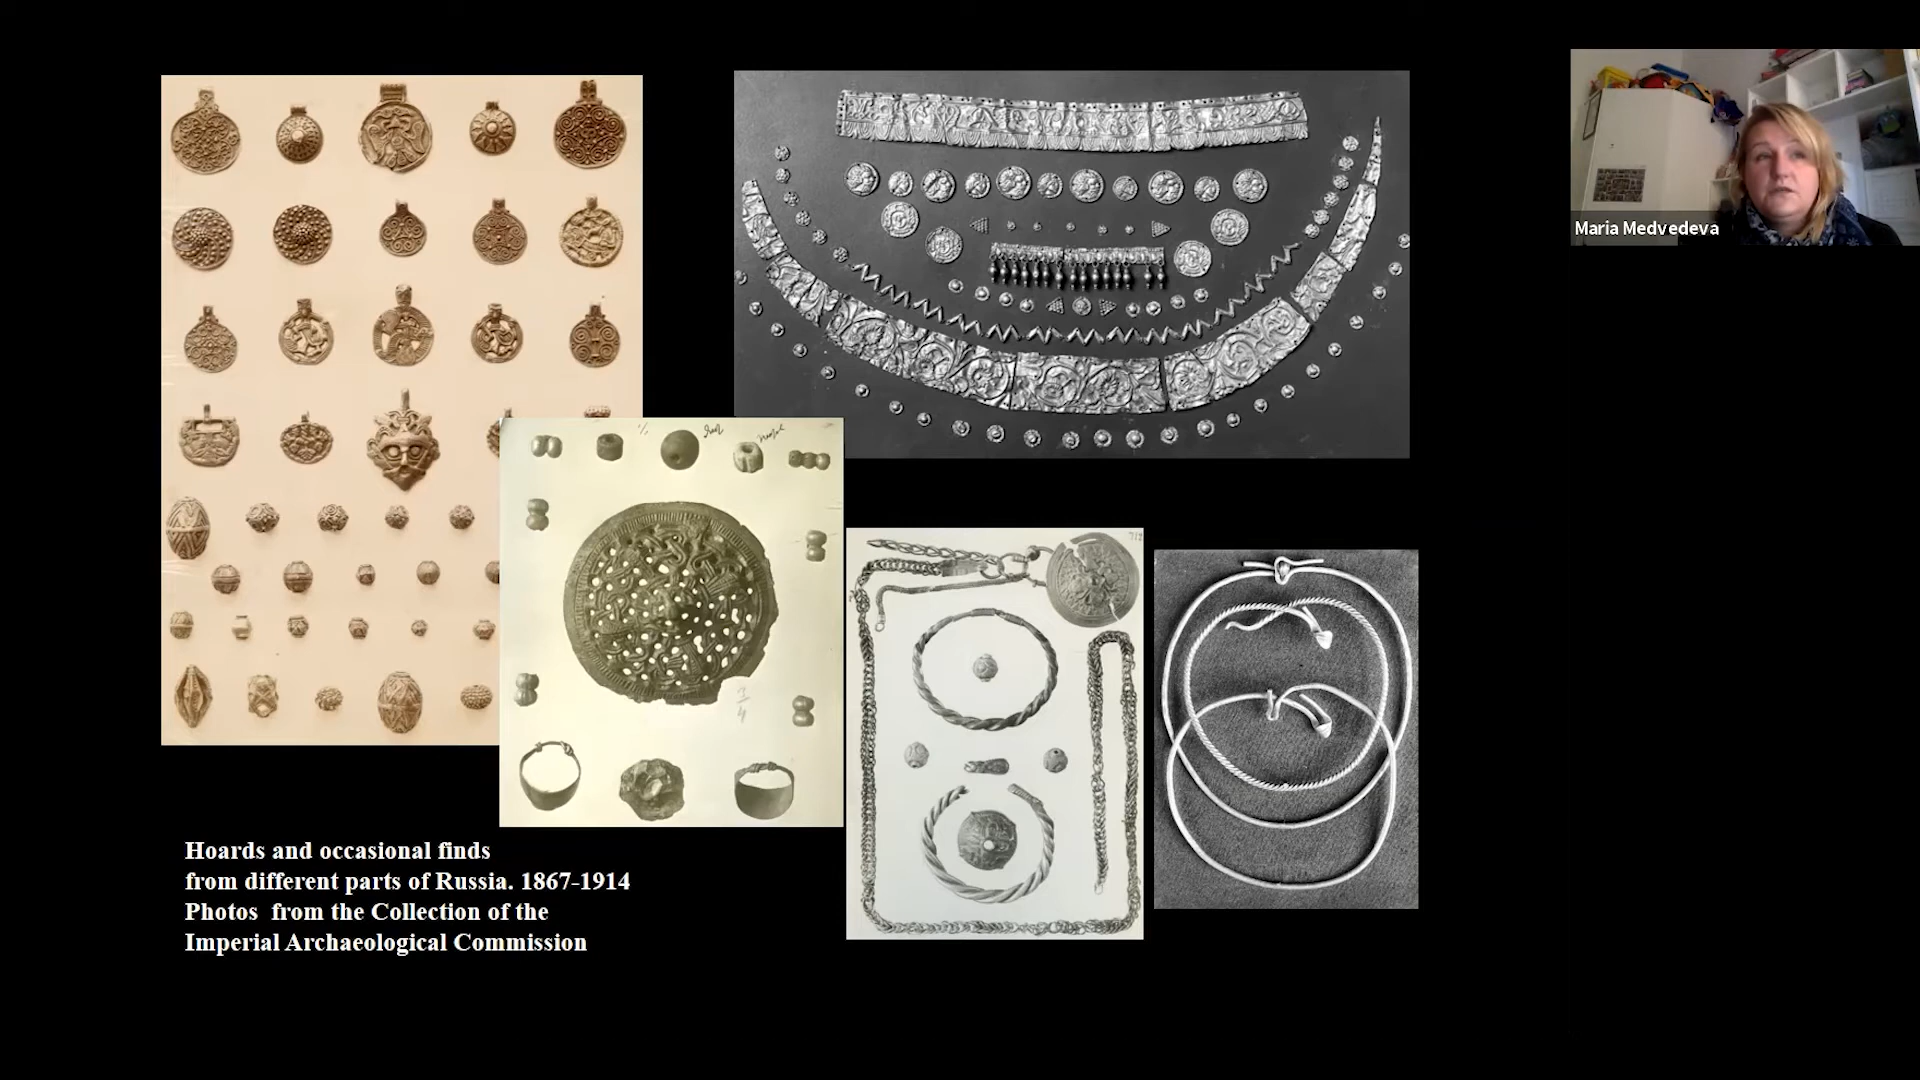 Maria Medvedeva
Hoards and occasional finds
from different parts of Russia. 1867-1914
Photos from the Collection of the
Imperial Archaeological Commission